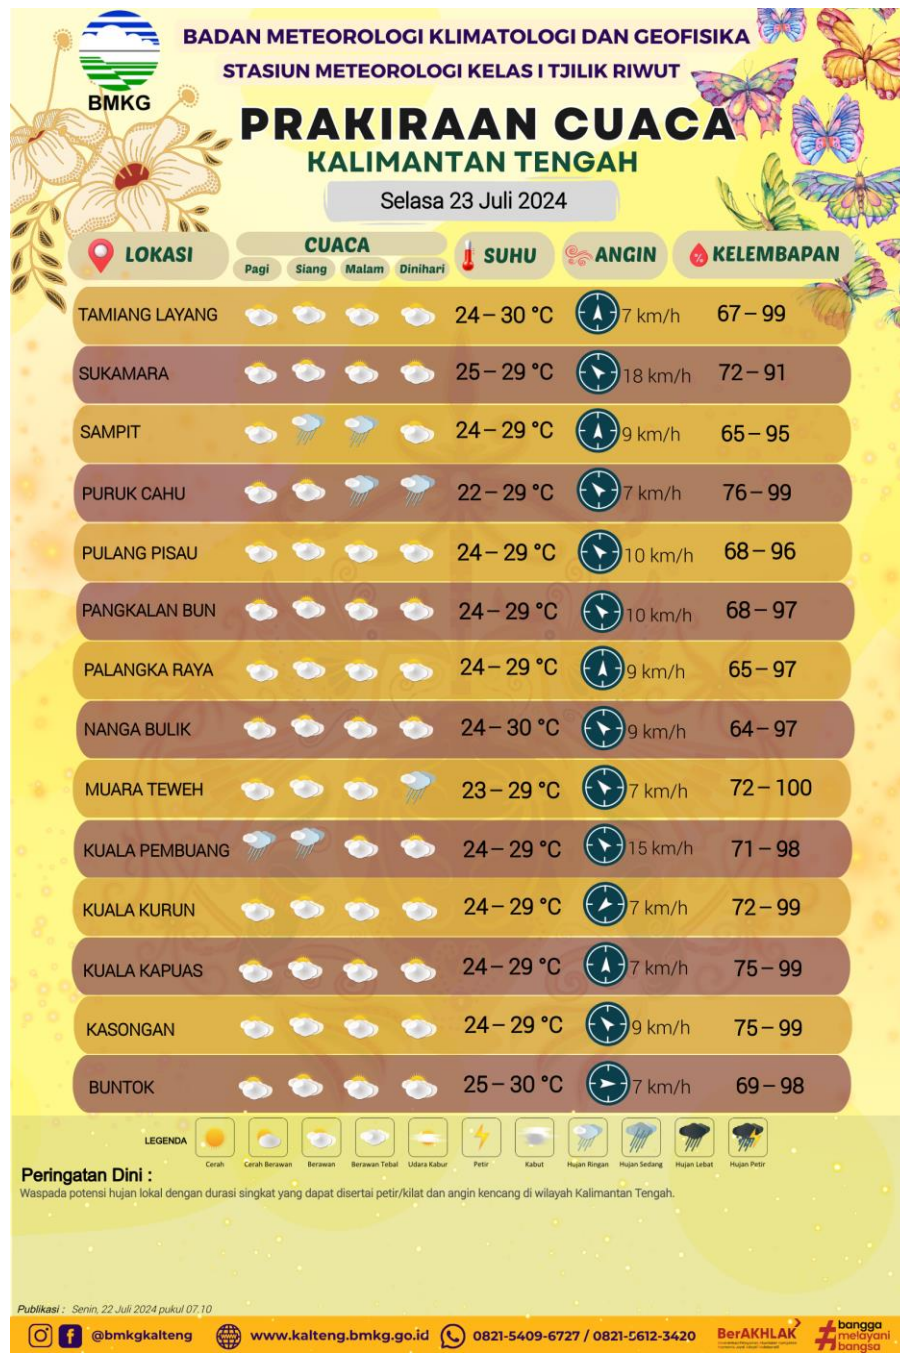 BMKG
BADAN METEOROLOGI KLIMATOLOGI DAN GEOFISIKA
STASIUN METEOROLOGI KELAS I TJILIK RIWUT
PRAKIRAAN CUACA
KALIMANTAN TENGAH
Selasa 23 Juli 2024
LOKASI CUACA SUHU ANGIN KELEMBAPAN
Pagi Siang Malam Dinihari
TAMIANG LAYANG 24 – 30 °C 7 km/h 67 – 99
SUKAMARA 25 – 29 °C 18 km/h 72 – 91
SAMPIT 24 – 29 °C 9 km/h 65 – 95
PURUK CAHU 22 – 29 °C 7 km/h 76 – 99
PULANG PISAU 24 – 29 °C 10 km/h 68 – 96
PANGKALAN BUN 24 – 29 °C 10 km/h 68 – 97
PALANGKA RAYA 24 – 29 °C 9 km/h 65 – 97
NANGA BULIK 24 – 30 °C 9 km/h 64 – 97
MUARA TEWEH 23 – 29 °C 7 km/h 72 – 100
KUALA PEMBUANG 24 – 29 °C 15 km/h 71 – 98
KUALA KURUN 24 – 29 °C 7 km/h 72 – 99
KUALA KAPUAS 24 – 29 °C 7 km/h 75 – 99
KASONGAN 24 – 29 °C 9 km/h 75 – 99
BUNTOK 25 – 30 °C 7 km/h 69 – 98
LEGENDA
Cerah Cerah Berawan Berawan Berawan Tebal Udara Kabur Petir Kabut Hujan Ringan Hujan Sedang Hujan Lebat Hujan Petir
Peringatan Dini :
Waspada potensi hujan lokal dengan durasi singkat yang dapat disertai petir/kilat dan angin kencang di wilayah Kalimantan Tengah.
Publikasi : Senin, 22 Juli 2024 pukul 07.10
@bmkgkalteng www.kalteng.bmkg.go.id 0821-5409-6727 / 0821-5612-3420 BerAKHLAK
#bangga
melayani
bangsa